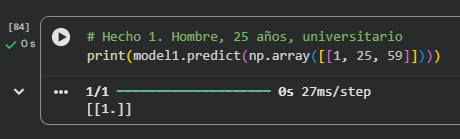 [84]
0 s
# Hecho 1. Hombre, 25 años, universitario
print(model1.predict(np.array([[1, 25, 59]])))
1/1 ━━━━━━━━━━━━━━━━━━━━ 0s 27ms/step
[[1.]]